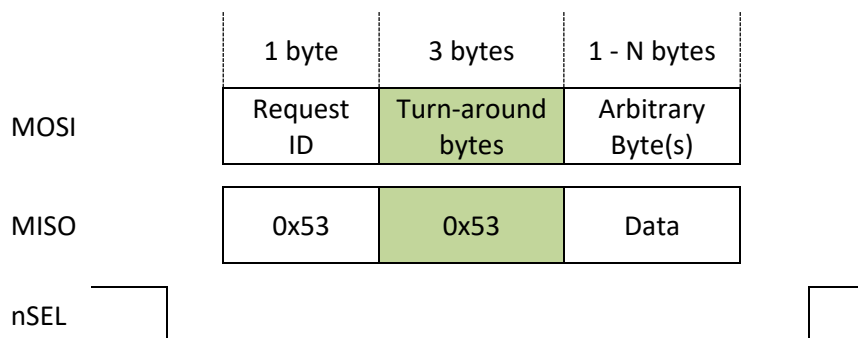 1 byte 3 bytes 1 - N bytes
MOSI Request ID Turn-around bytes Arbitrary Byte(s)
MISO 0x53 0x53 Data
nSEL